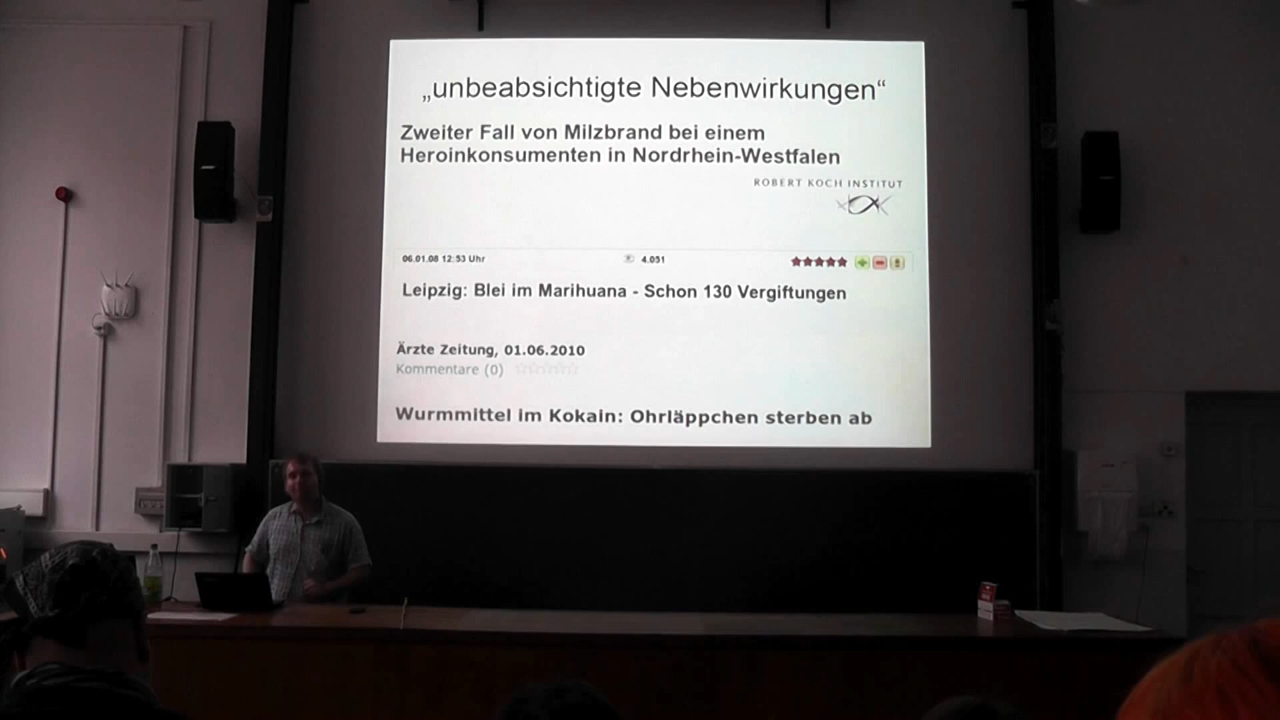 „unbeabsichtigte Nebenwirkungen“
Zweiter Fall von Milzbrand bei einem
Heroinkonsumenten in Nordrhein-Westfalen
ROBERT KOCH INSTITUT
06.01.08 12:53 Uhr 4.051
Leipzig: Blei im Marihuana - Schon 130 Vergiftungen
Ärzte Zeitung, 01.06.2010
Kommentare (0)
Wurmmittel im Kokain: Ohrläppchen sterben ab